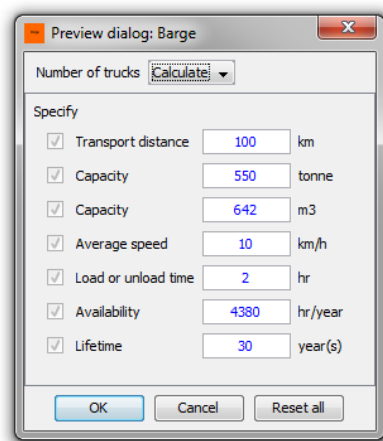 Preview dialog: Barge
Number of trucks Calculate
Specify
Transport distance 100 km
Capacity 550 tonne
Capacity 642 m3
Average speed 10 km/h
Load or unload time 2 hr
Availability 4380 hr/year
Lifetime 30 year(s)
OK Cancel Reset all